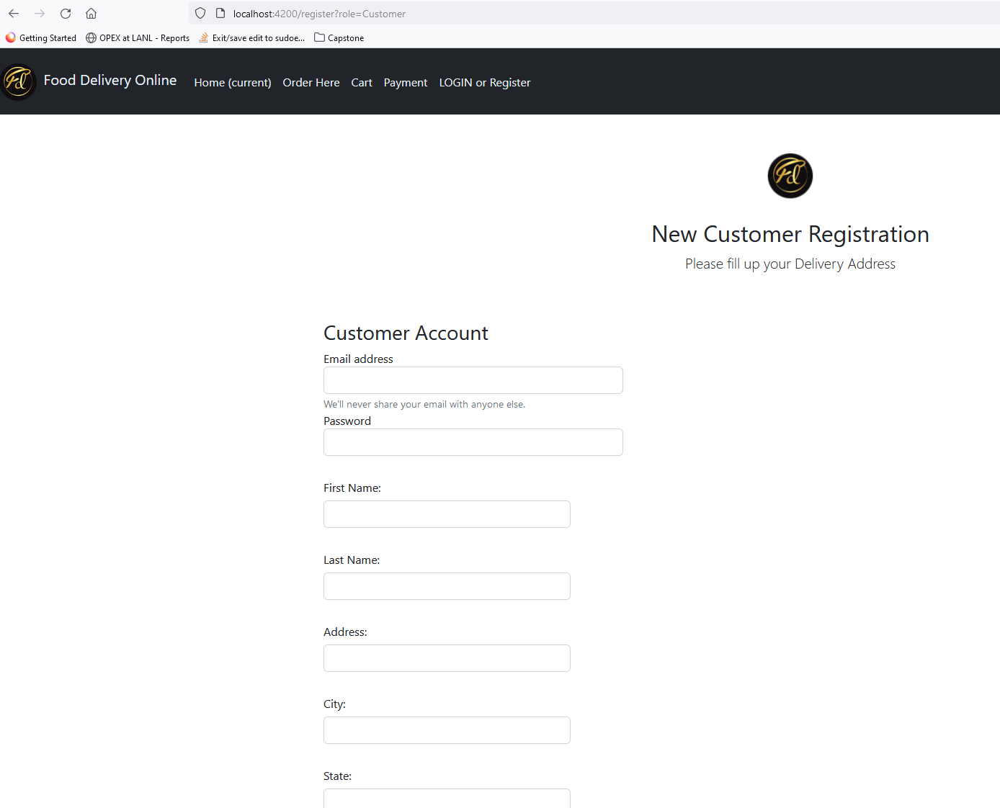 localhost:4200/register?role=Customer
Getting Started OPEX at LANL - Reports Exit/save edit to sudoe... Capstone
Fd Food Delivery Online Home (current) Order Here Cart Payment LOGIN or Register
Fd
New Customer Registration
Please fill up your Delivery Address
Customer Account
Email address
We'll never share your email with anyone else.
Password
First Name:
Last Name:
Address:
City:
State: